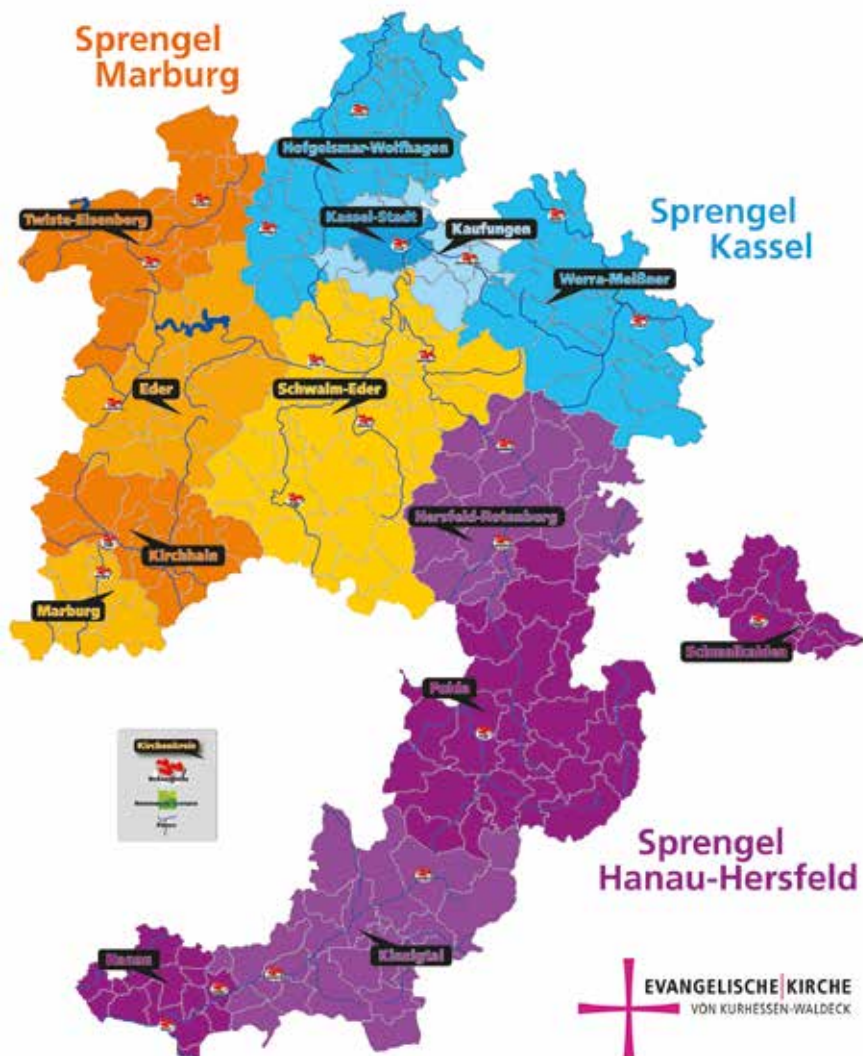 Sprengel
Marburg
Hofgeismar-Wolfhagen
Twiste-Eisenberg
Kassel-Stadt
Kaufungen
Sprengel
Kassel
Werra-Meißner
Eder
Schwalm-Eder
Hersfeld-Rotenburg
Kirchhain
Marburg
Schmalkalden
Fulda
Kirchenkreis
Sprengel
Hanau-Hersfeld
Hanau
Kinzigtal
EVANGELISCHE KIRCHE
VON KURHESSEN-WALDECK